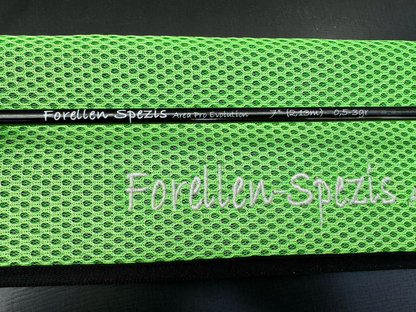 Forellen-Spezis Area Pro Evolution 7" (2,13m) 0,5-3gr
Forellen-Spezis